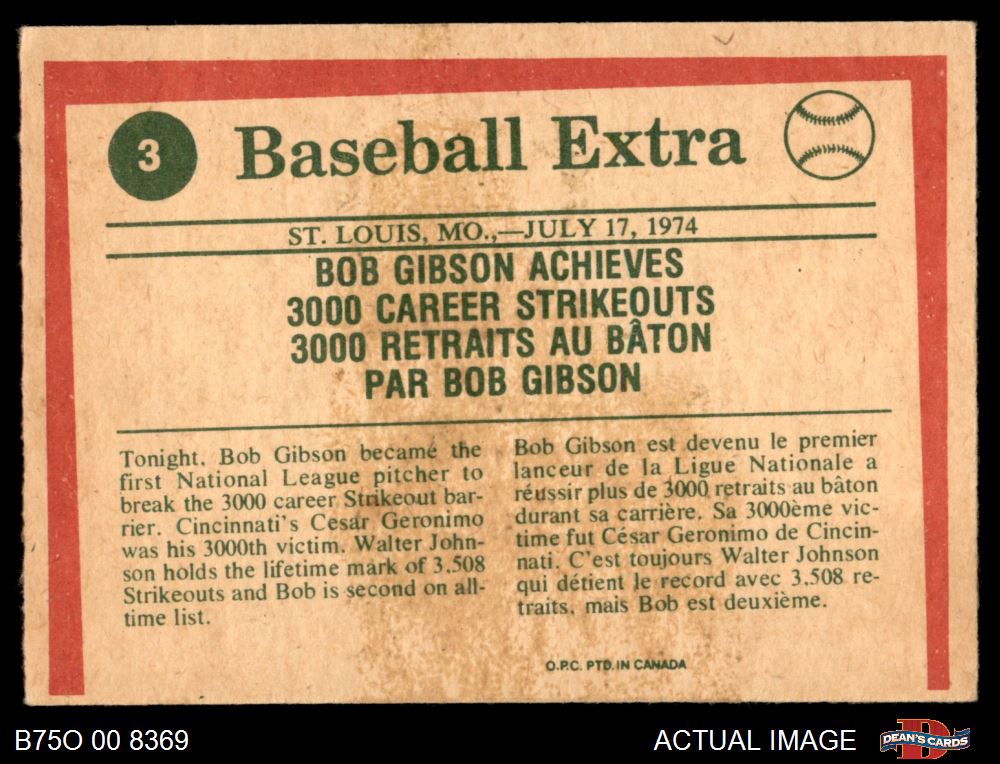 3
Baseball Extra
ST. LOUIS, MO.,—JULY 17, 1974
BOB GIBSON ACHIEVES
3000 CAREER STRIKEOUTS
3000 RETRAITS AU BÂTON
PAR BOB GIBSON
Tonight. Bob Gibson became the
first National League pitcher to
break the 3000 career Strikeout bar-
rier. Cincinnati's Cesar Geronimo
was his 3000th victim. Walter John-
son holds the lifetime mark of 3.508
Strikeouts and Bob is second on all-
time list.
Bob Gibson est devenu le premier
lanceur de la Ligue Nationale a
réussir plus de 3000 retraits au bâton
durant sa carrière. Sa 3000ème vic-
time fut César Geronimo de Cincin-
nati. C'est toujours Walter Johnson
qui détient le record avec 3.508 re-
traits, mais Bob est deuxième.
O.P.C. PTD. IN CANADA
B75O 00 8369
ACTUAL IMAGE
D
DEAN'S CARDS